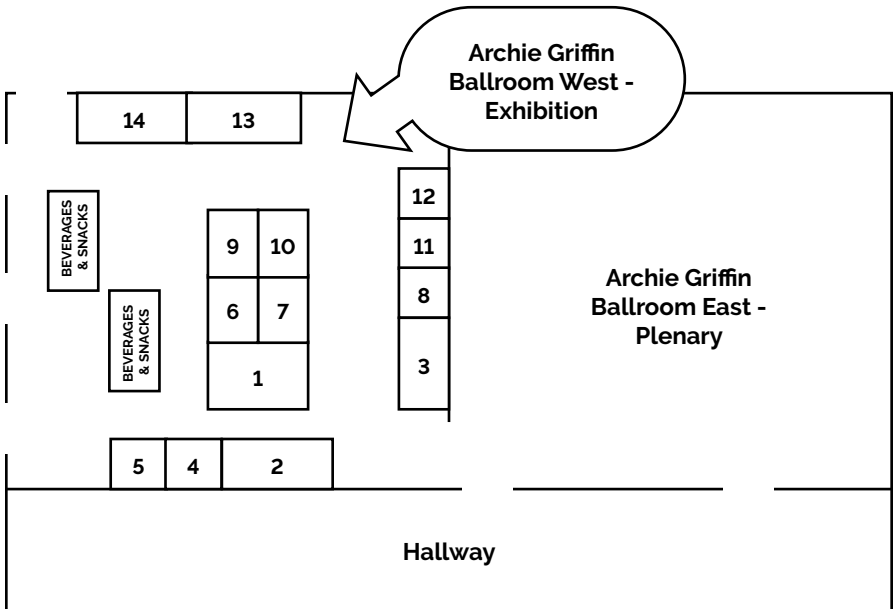 Archie Griffin
Ballroom West -
Exhibition
14
13
12
BEVERAGES
& SNACKS
9
10
11
Archie Griffin
Ballroom East -
Plenary
8
BEVERAGES
& SNACKS
6
7
3
1
5
4
2
Hallway